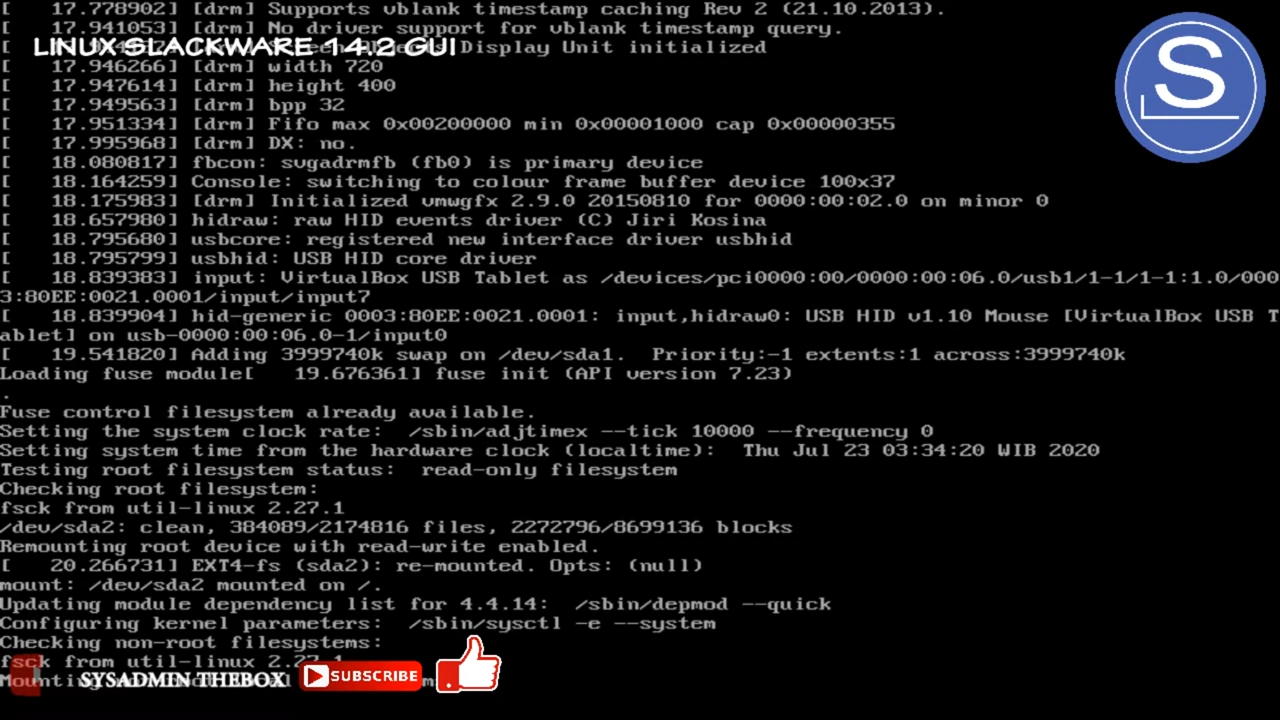 [   17.778902] [drm] Supports vblank timestamp caching Rev 2 (21.10.2013).
[   17.941053] [drm] No driver support for vblank timestamp query.
LINUX SLACKWARE 14.2 GUI
Display Unit initialized
[   17.946266] [drm] width 720
[   17.947614] [drm] height 400
[   17.949563] [drm] bpp 32
[   17.951334] [drm] Fifo max 0x00200000 min 0x00001000 cap 0x00000355
[   17.995968] [drm] DX: no.
[   18.080817] fbcon: svgadrmfb (fb0) is primary device
[   18.164259] Console: switching to colour frame buffer device 100x37
[   18.175983] [drm] Initialized vmwgfx 2.9.0 20150810 for 0000:00:02.0 on minor 0
[   18.657980] hidraw: raw HID events driver (C) Jiri Kosina
[   18.795680] usbcore: registered new interface driver usbhid
[   18.795799] usbhid: USB HID core driver
[   18.839383] input: VirtualBox USB Tablet as /devices/pci0000:00/0000:00:06.0/usb1/1-1/1-1:1.0/000
3:80EE:0021.0001/input/input7
[   18.839904] hid-generic 0003:80EE:0021.0001: input,hidraw0: USB HID v1.10 Mouse [VirtualBox USB T
ablet] on usb-0000:00:06.0-1/input0
[   19.541820] Adding 3999740k swap on /dev/sda1.  Priority:-1 extents:1 across:3999740k
Loading fuse module[   19.676361] fuse init (API version 7.23)
.
Fuse control filesystem already available.
Setting the system clock rate:  /sbin/adjtimex --tick 10000 --frequency 0
Setting system time from the hardware clock (localtime):  Thu Jul 23 03:34:20 WIB 2020
Testing root filesystem status:  read-only filesystem
Checking root filesystem:
fsck from util-linux 2.27.1
/dev/sda2: clean, 384089/2174816 files, 2272796/8699136 blocks
Remounting root device with read-write enabled.
[   20.266731] EXT4-fs (sda2): re-mounted. Opts: (null)
mount: /dev/sda2 mounted on /.
Updating module dependency list for 4.4.14:  /sbin/depmod --quick
Configuring kernel parameters:  /sbin/sysctl -e --system
Checking non-root filesystems:
fsck from util-linux 2.27.1
Mounting
SYSADMIN THEBOX
SUBSCRIBE
S